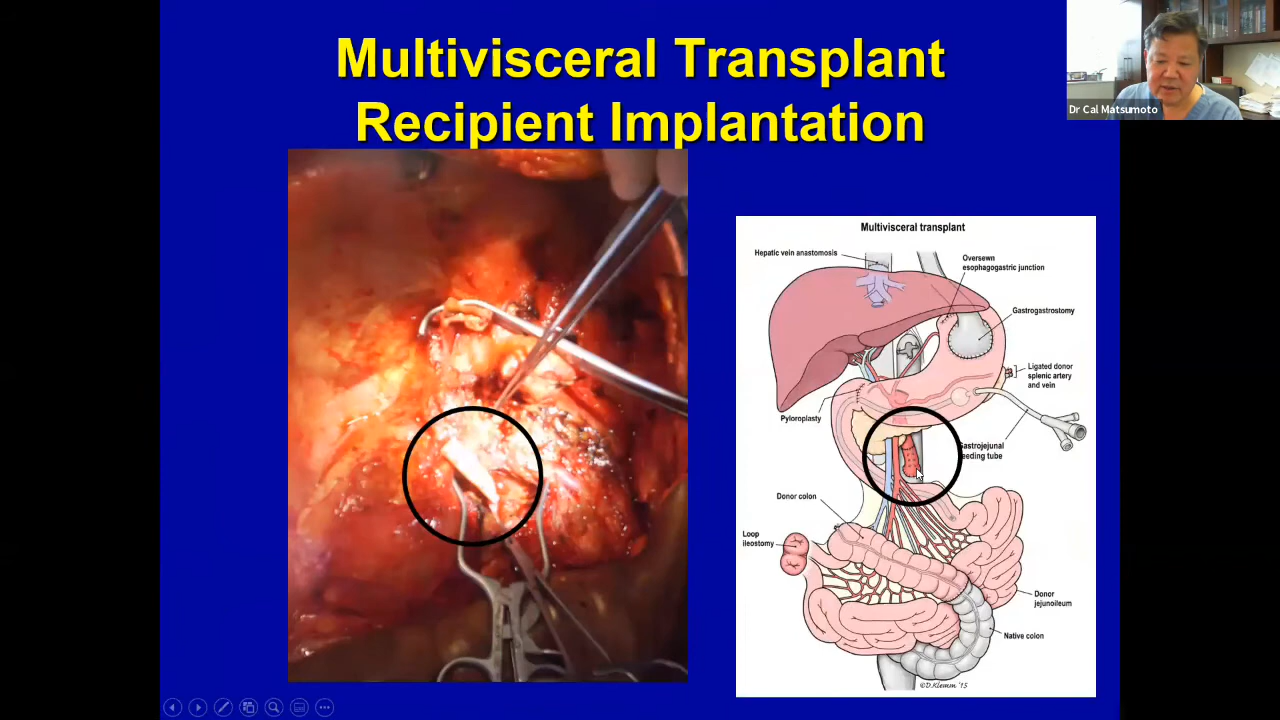 Multivisceral Transplant
Recipient Implantation
Dr Cal Matsumoto
Multivisceral transplant
Hepatic vein anastomosis
Oversewn
esophagogastric junction
Gastrogastrostomy
Ligated donor
splenic artery
and vein
Pyloroplasty
Gastrojejunal
feeding tube
Donor colon
Loop
ileostomy
Donor
jejunoileum
Native colon
©D.Klemm '15